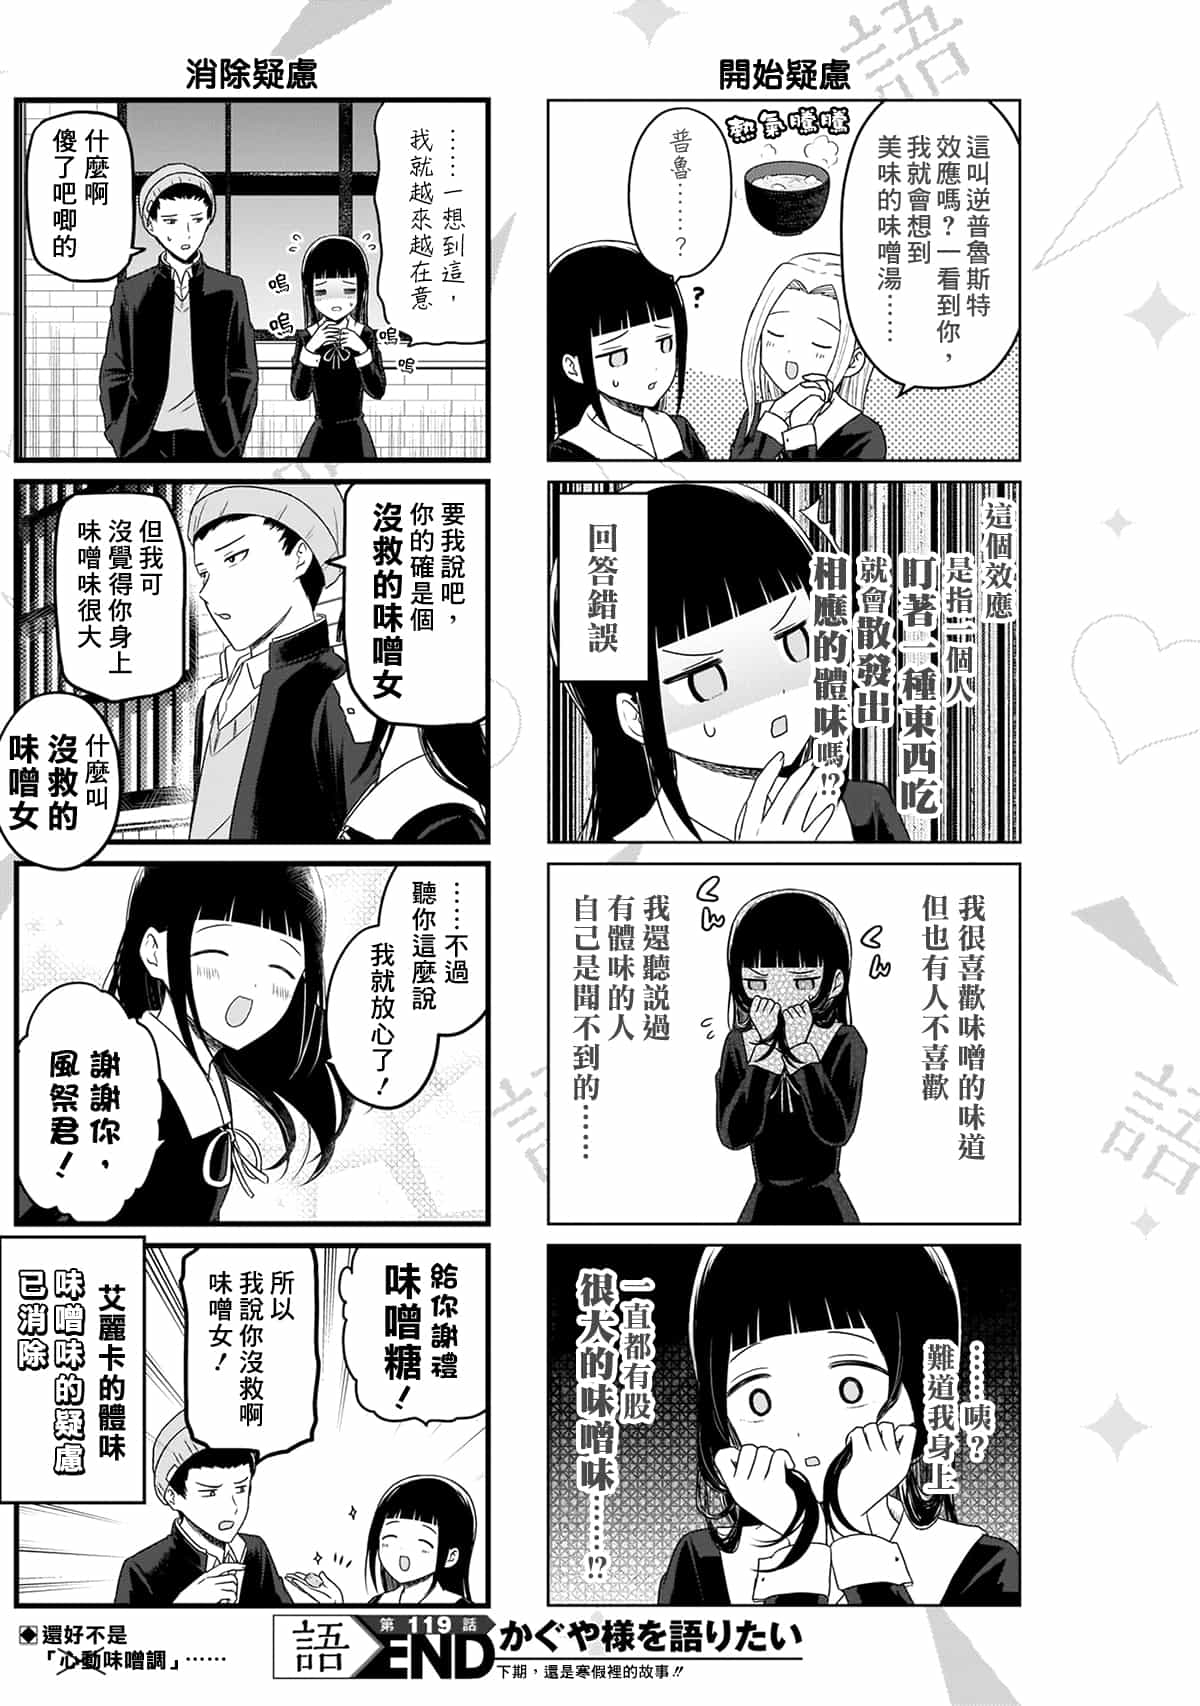 開始疑慮
熱氣騰騰
這叫逆普魯斯特
效應嗎?一看到你,
我就會想到
美味的味噌湯……
普魯……?
?
這個效應
是指一個人
盯著一種東西吃
就會散發出
相應的體味嗎!?
回答錯誤
我很喜歡味噌的味道
但也有人不喜歡
くん
くん
我還聽說過
有體味的人
自己是聞不到的……
……咦?
難道我身上
一直都有股
很大的味噌味……!?
消除疑慮
……一想到這,
我就越來越在意
嗚
嗚
嗚
嗚
什麼啊
傻了吧唧的
要我說吧,
你的確是個
沒救的味噌女
但我可
沒覺得你身上
味噌味很大
什麼叫
沒救的
味噌女
……不過
聽你這麼說
我就放心了!
謝謝你,
風祭君!
給你謝禮
味噌糖!
所以
我說你沒救啊
味噌女!
艾麗卡的體味
味噌味的疑慮
已消除
還好不是
「心動味噌調」……
語
第119話
END
かぐや様を語りたい
下期,還是寒假裡的故事!!
語
語
語